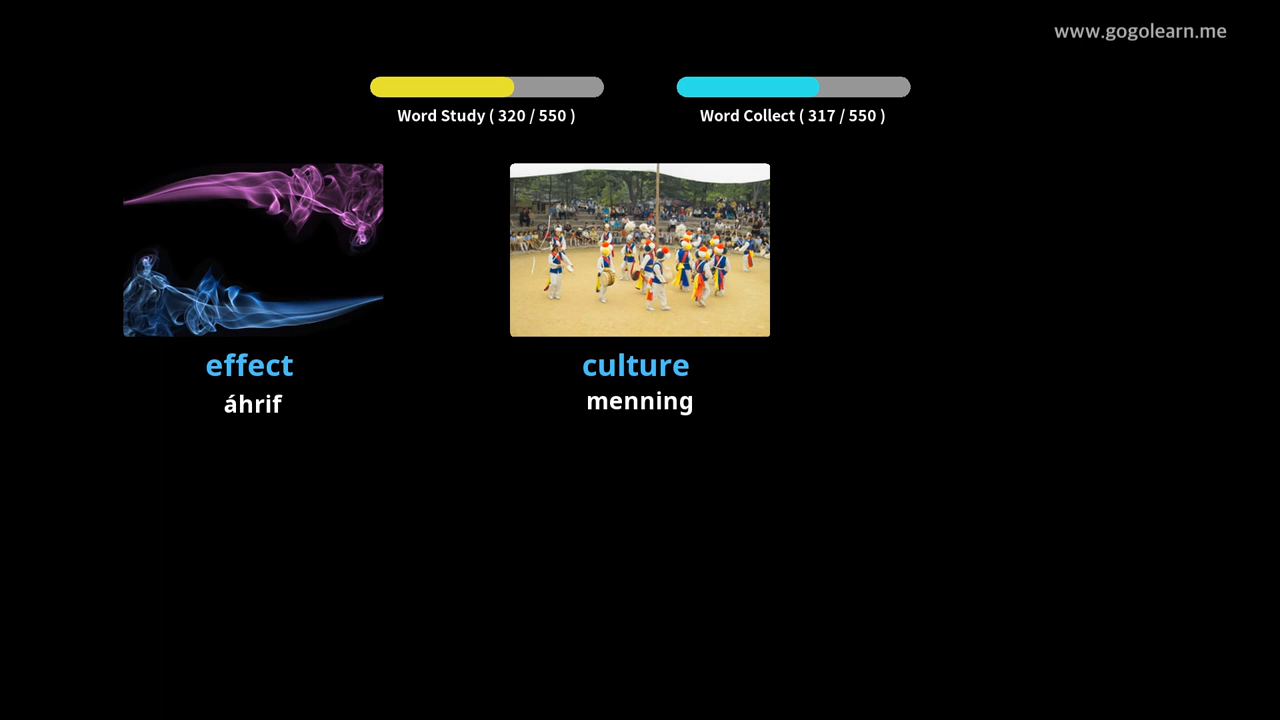 www.gogolearn.me
Word Study ( 320 / 550 )
Word Collect ( 317 / 550 )
effect
áhrif
culture
menning